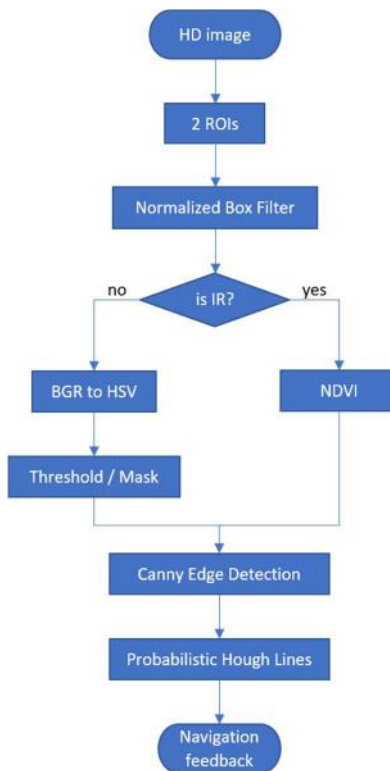 HD image
2 ROIs
Normalized Box Filter
is IR?
no
yes
BGR to HSV
NDVI
Threshold / Mask
Canny Edge Detection
Probabilistic Hough Lines
Navigation
feedback